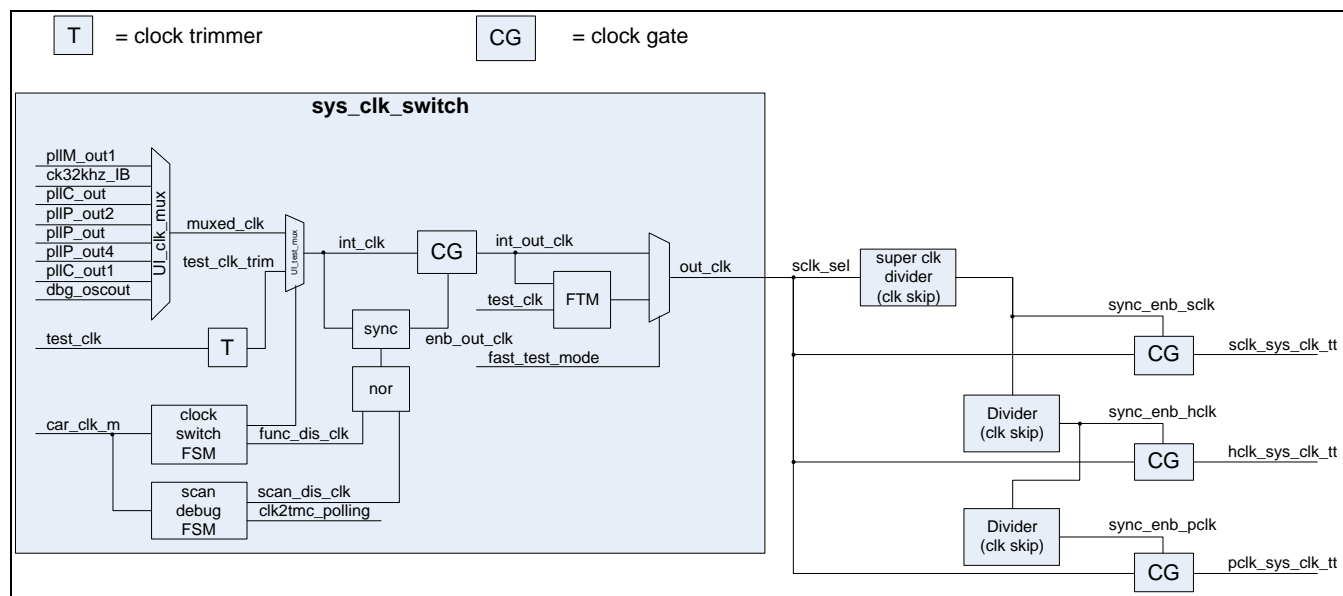 T = clock trimmer
CG = clock gate
sys_clk_switch
pllM_out1
ck32khz_IB
pllC_out
pllP_out2
pllP_out
pllP_out4
pllC_out1
dbg_oscout
UI_clk_mux
muxed_clk
test_clk_trim
UI_test_mux
test_clk
T
int_clk
CG
int_out_clk
test_clk
FTM
sync
enb_out_clk
fast_test_mode
nor
out_clk
car_clk_m
clock
switch
FSM
func_dis_clk
scan
debug
FSM
scan_dis_clk
clk2tmc_polling
sclk_sel
super clk
divider
(clk skip)
sync_enb_sclk
CG
sclk_sys_clk_tt
Divider
(clk skip)
sync_enb_hclk
CG
hclk_sys_clk_tt
Divider
(clk skip)
sync_enb_pclk
CG
pclk_sys_clk_tt